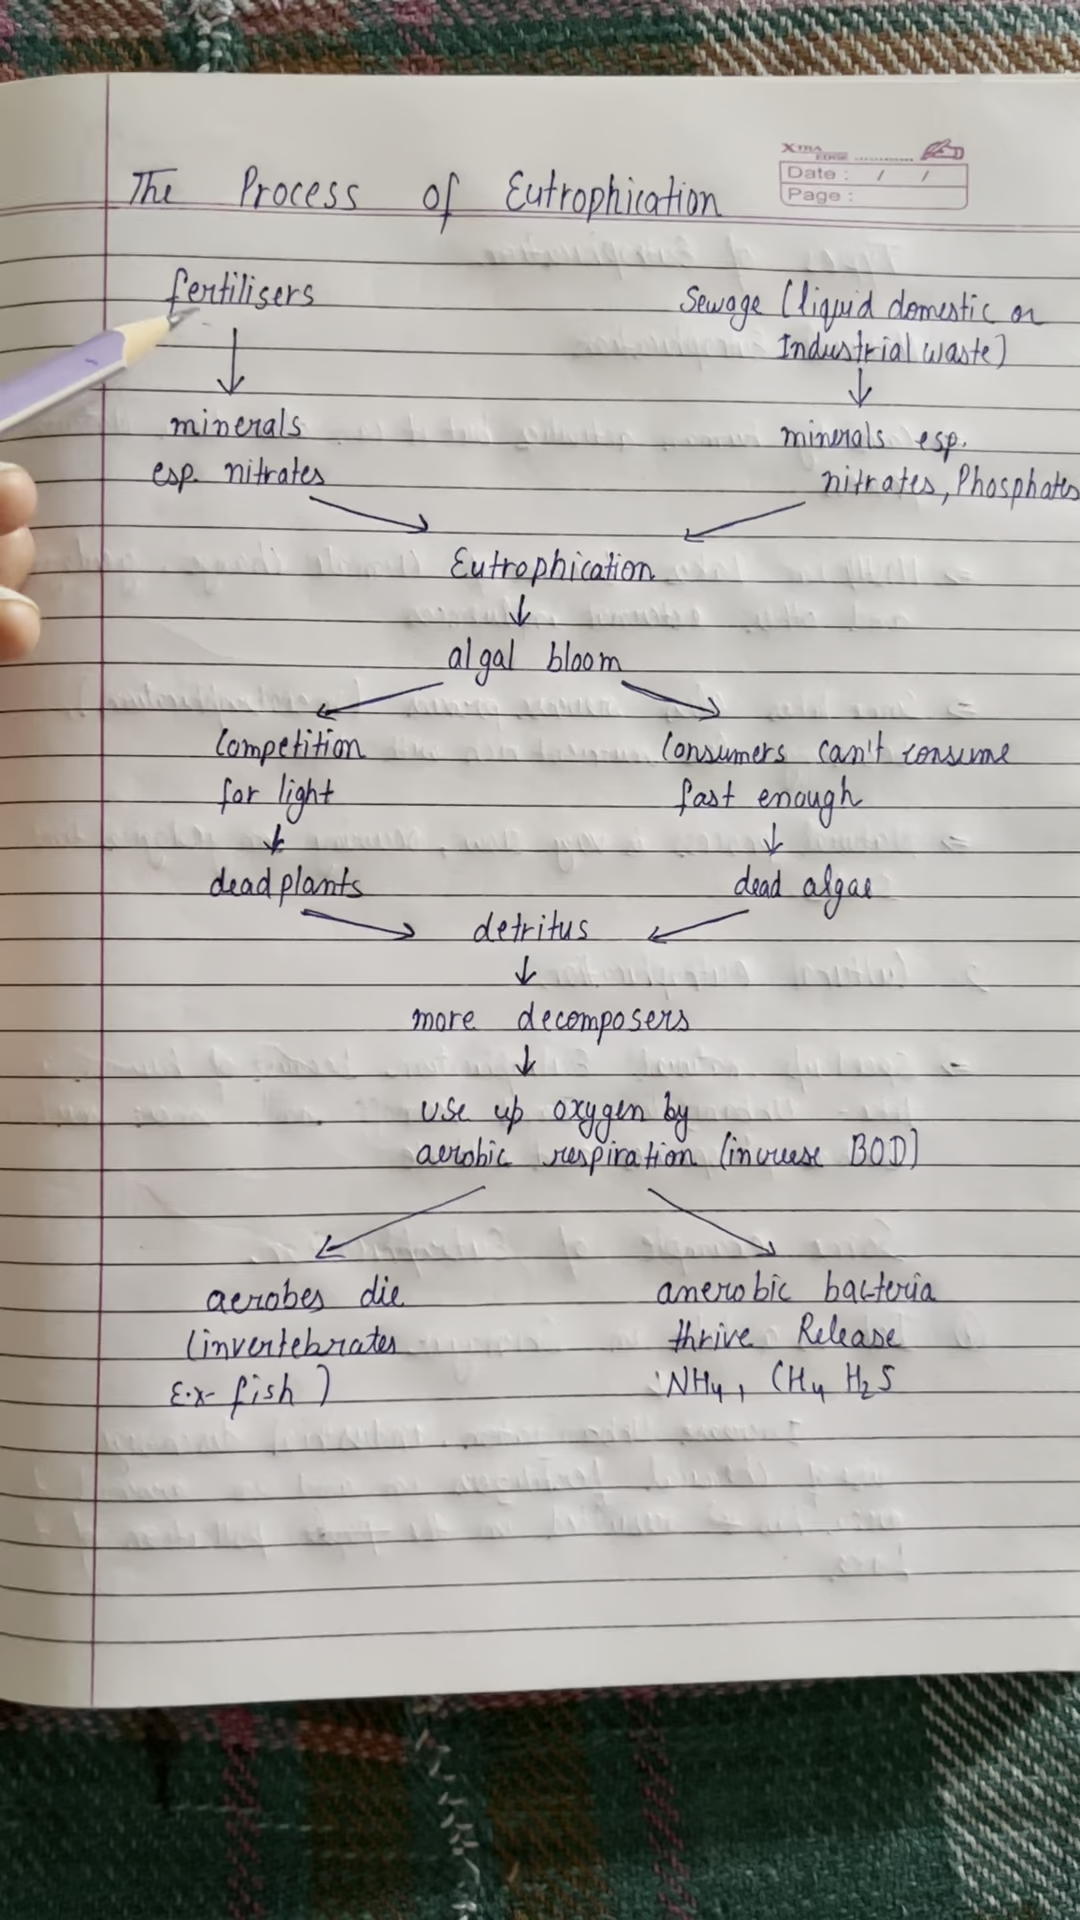 XTRA
EDGE
Date : / /
Page :
The Process of Eutrophication
fertilisers
Sewage (liquid domestic or
Industrial waste)
minerals
esp. nitrates
minerals esp.
nitrates, Phosphates
Eutrophication
algal bloom
Competition
for light
Consumers can't consume
fast enough
dead plants
dead algae
detritus
more decomposers
use up oxygen by
aerobic respiration (increese BOD)
aerobes die
(invertebrates
Ex- fish )
anerobic bacteria
thrive Release
NH4, CH4 H2S